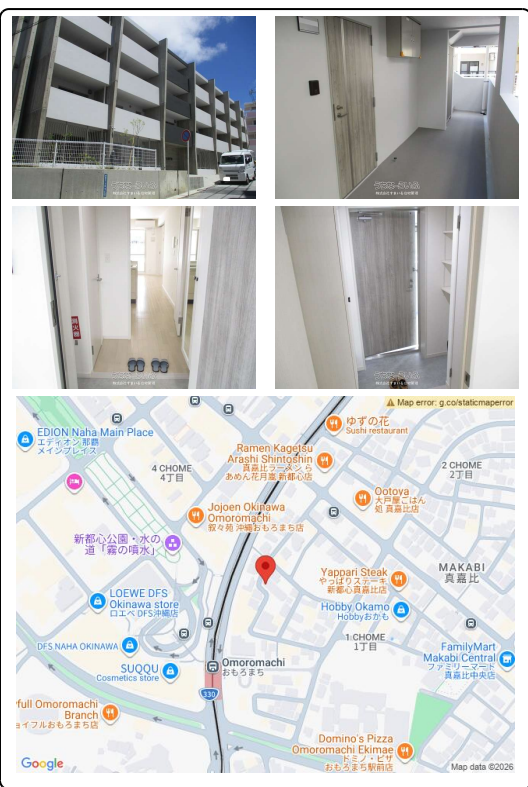 消火器
Map error: g.co/staticmaperror
ゆずの花
Sushi restaurant
EDION Naha Main Place
エディオン 那覇
メインプレイス
Ramen Kagetsu
Arashi Shintoshin
真嘉比ラーメン ら
あめん花月嵐 新都心店
4 CHOME
4丁目
2 CHOME
2丁目
Ootoya
大戸屋ごはん
処 真嘉比店
Jojoen Okinawa
Omoromachi
叙々苑 沖縄おもろまち店
新都心公園・水の
道「霧の噴水」
MAKABI
真嘉比
Yappari Steak
やっぱりステーキ
新都心真嘉比店
LOEWE DFS
Okinawa store
ロエベ DFS沖縄店
Hobby Okamo
Hobbyおかも
1 CHOME
1丁目
DFS NAHA OKINAWA
FamilyMart
Makabi Central
ファミリーマート
真嘉比中央店
SUQQU
Cosmetics store
Omoromachi
おもろまち
330
yfull Omoromachi
Branch
ョイフルおもろまち店
Domino's Pizza
Omoromachi Ekimae
ドミノ・ピザ
おもろまち駅前店
Google
Map data ©2026